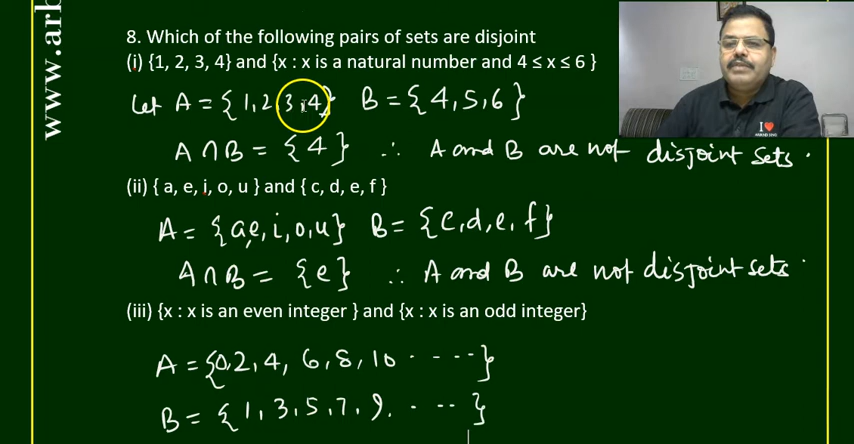 www.arb
8. Which of the following pairs of sets are disjoint
(i) {1, 2, 3, 4} and {x : x is a natural number and 4 ≤ x ≤ 6 }
Let A = { 1, 2, 3, 4} B = { 4, 5, 6 }
A ∩ B = { 4 } ∴ A and B are not disjoint sets.
(ii) { a, e, i, o, u } and { c, d, e, f }
A = { a, e, i, o, u } B = { c, d, e, f }
A ∩ B = { e } ∴ A and B are not disjoint sets.
(iii) {x : x is an even integer } and {x : x is an odd integer}
A = { 0, 2, 4, 6, 8, 10 ..... }
B = { 1, 3, 5, 7, 9. ... }
I ❤